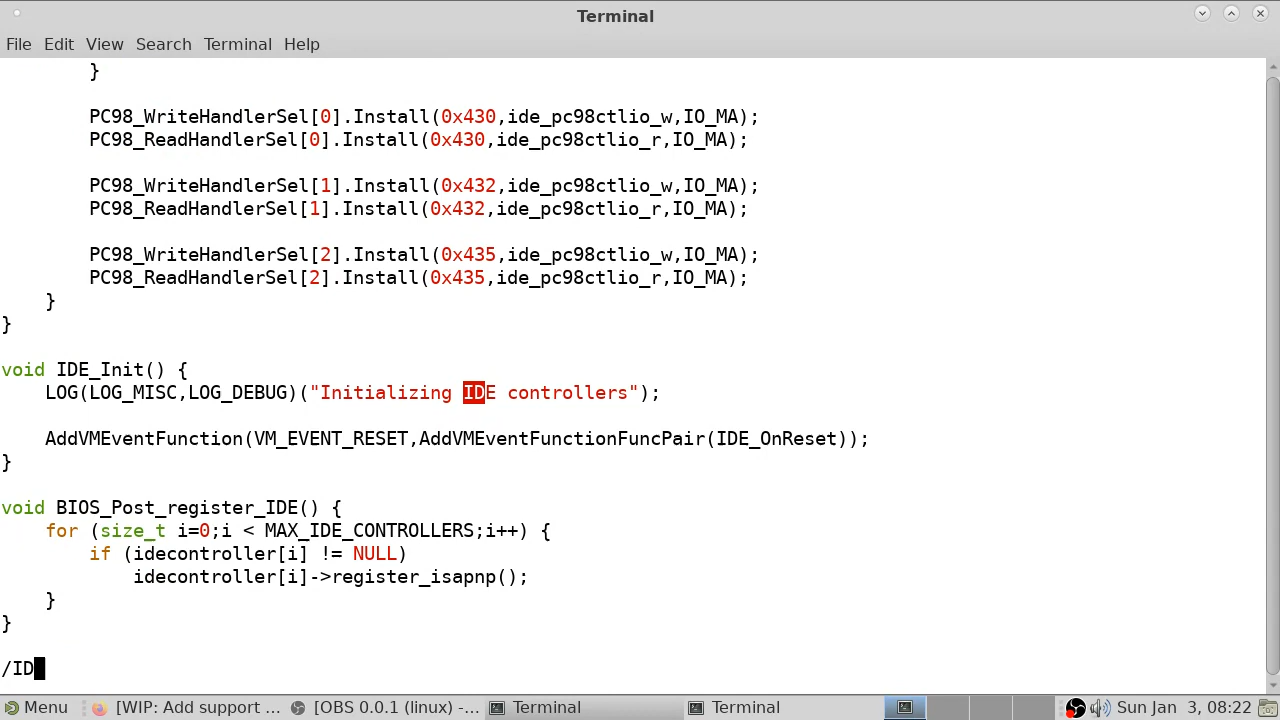 Terminal
File Edit View Search Terminal Help
        }
        PC98_WriteHandlerSel[0].Install(0x430,ide_pc98ctlio_w,IO_MA);
        PC98_ReadHandlerSel[0].Install(0x430,ide_pc98ctlio_r,IO_MA);
        PC98_WriteHandlerSel[1].Install(0x432,ide_pc98ctlio_w,IO_MA);
        PC98_ReadHandlerSel[1].Install(0x432,ide_pc98ctlio_r,IO_MA);
        PC98_WriteHandlerSel[2].Install(0x435,ide_pc98ctlio_w,IO_MA);
        PC98_ReadHandlerSel[2].Install(0x435,ide_pc98ctlio_r,IO_MA);
    }
}
void IDE_Init() {
    LOG(LOG_MISC,LOG_DEBUG)("Initializing IDE controllers");
    AddVMEventFunction(VM_EVENT_RESET,AddVMEventFunctionFuncPair(IDE_OnReset));
}
void BIOS_Post_register_IDE() {
    for (size_t i=0;i < MAX_IDE_CONTROLLERS;i++) {
        if (idecontroller[i] != NULL)
            idecontroller[i]->register_isapnp();
    }
}
/ID
Menu [WIP: Add support ... [OBS 0.0.1 (linux) -... Terminal Terminal Sun Jan 3, 08:22